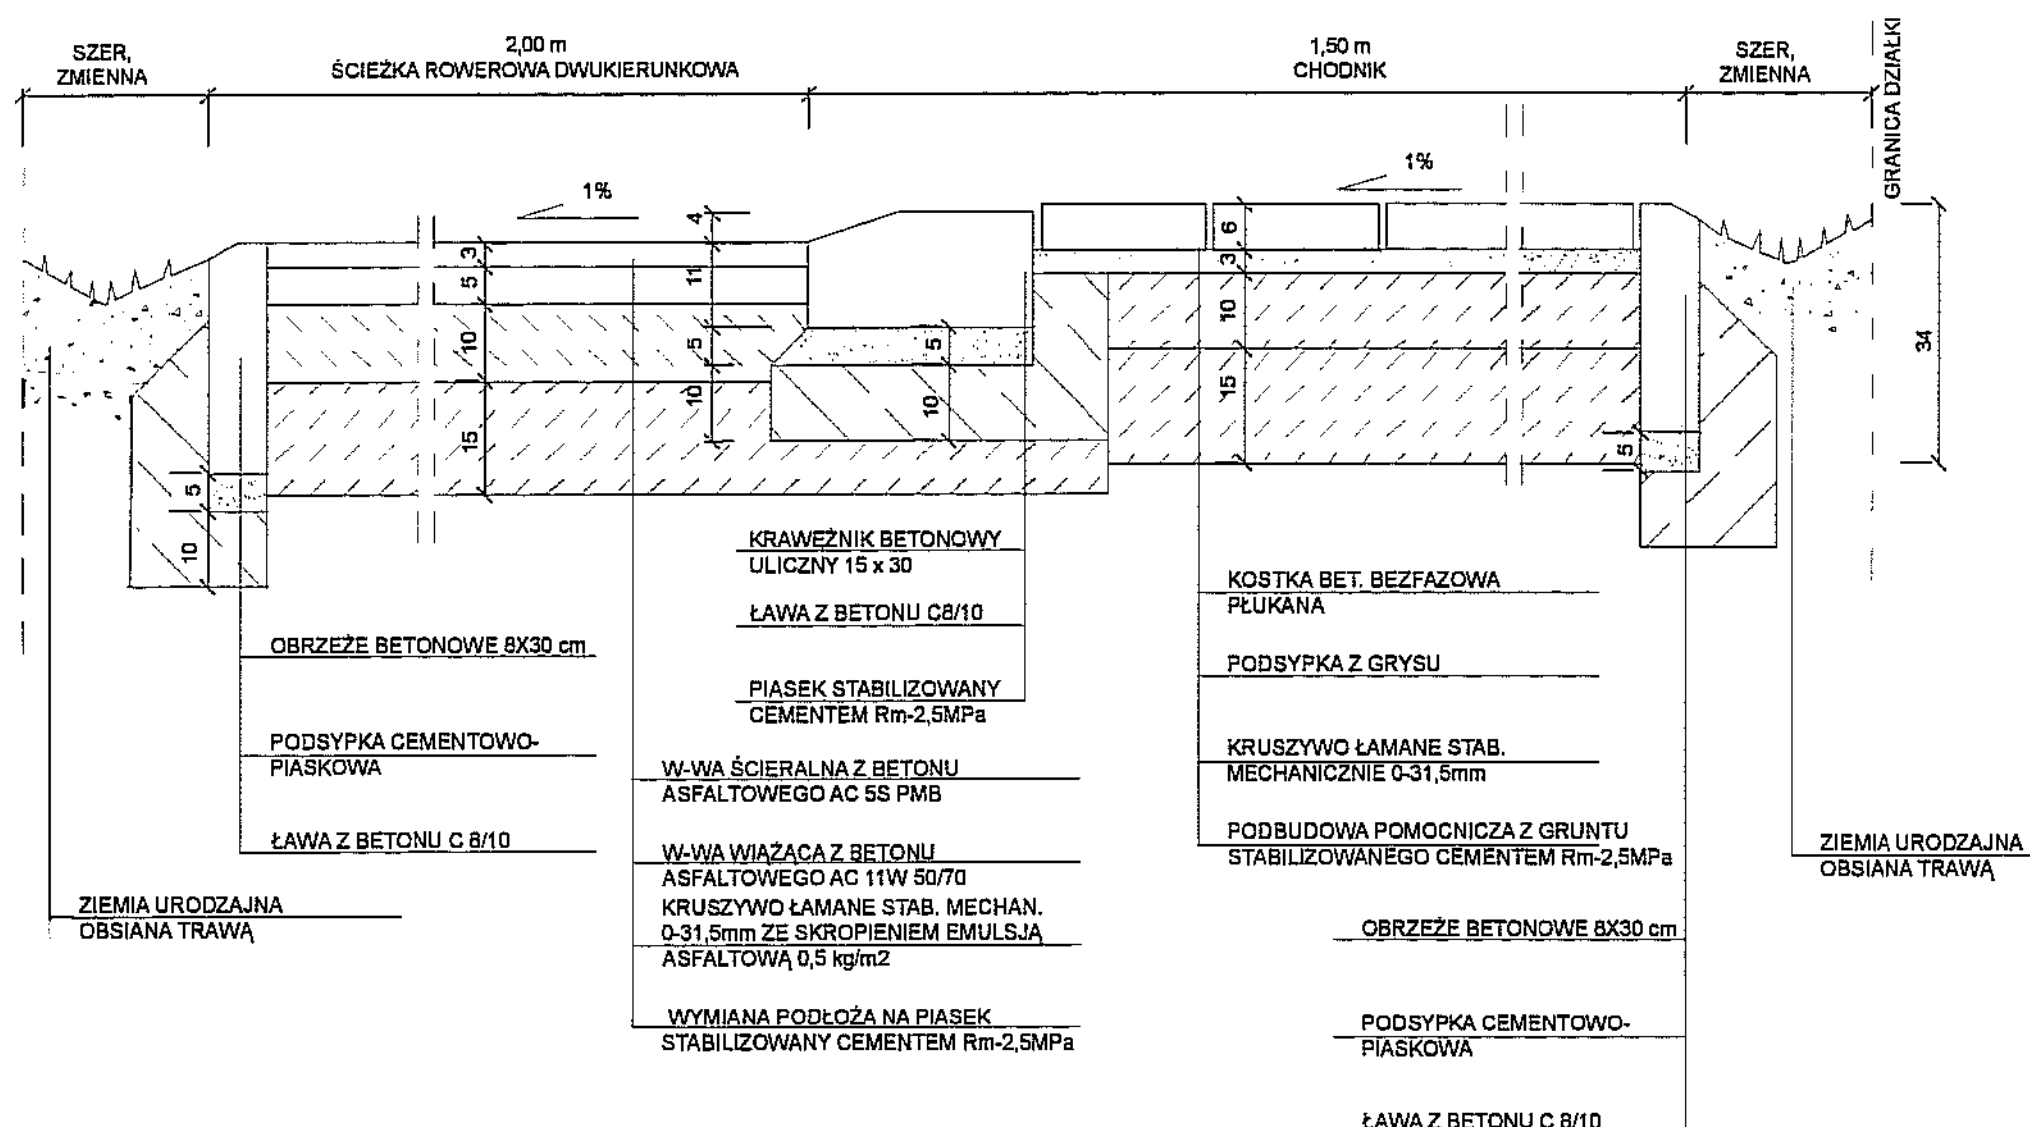 SZER,
ZMIENNA
2,00 m
ŚCIEŻKA ROWEROWA DWUKIERUNKOWA
1,50 m
CHODNIK
SZER,
ZMIENNA
GRANICA DZIAŁKI
1%
1%
4
11
5
10
3
5
10
15
5
10
6
3
10
15
34
5
5
10
KRAWĘŻNIK BETONOWY
ULICZNY 15 x 30
ŁAWA Z BETONU C8/10
PIASEK STABILIZOWANY
CEMENTEM Rm-2,5MPa
OBRZEŻE BETONOWE 8X30 cm
PODSYPKA CEMENTOWO-
PIASKOWA
ŁAWA Z BETONU C 8/10
ZIEMIA URODZAJNA
OBSIANA TRAWĄ
W-WA ŚCIERALNA Z BETONU
ASFALTOWEGO AC 5S PMB
W-WA WIĄŻĄCA Z BETONU
ASFALTOWEGO AC 11W 50/70
KRUSZYWO ŁAMANE STAB. MECHAN.
0-31,5mm ZE SKROPIENIEM EMULSJĄ
ASFALTOWĄ 0,5 kg/m2
WYMIANA PODŁOŻA NA PIASEK
STABILIZOWANY CEMENTEM Rm-2,5MPa
KOSTKA BET. BEZFAZOWA
PŁUKANA
PODSYPKA Z GRYSU
KRUSZYWO ŁAMANE STAB.
MECHANICZNIE 0-31,5mm
PODBUDOWA POMOCNICZA Z GRUNTU
STABILIZOWANEGO CEMENTEM Rm-2,5MPa
ZIEMIA URODZAJNA
OBSIANA TRAWĄ
OBRZEŻE BETONOWE 8X30 cm
PODSYPKA CEMENTOWO-
PIASKOWA
ŁAWA Z BETONU C 8/10